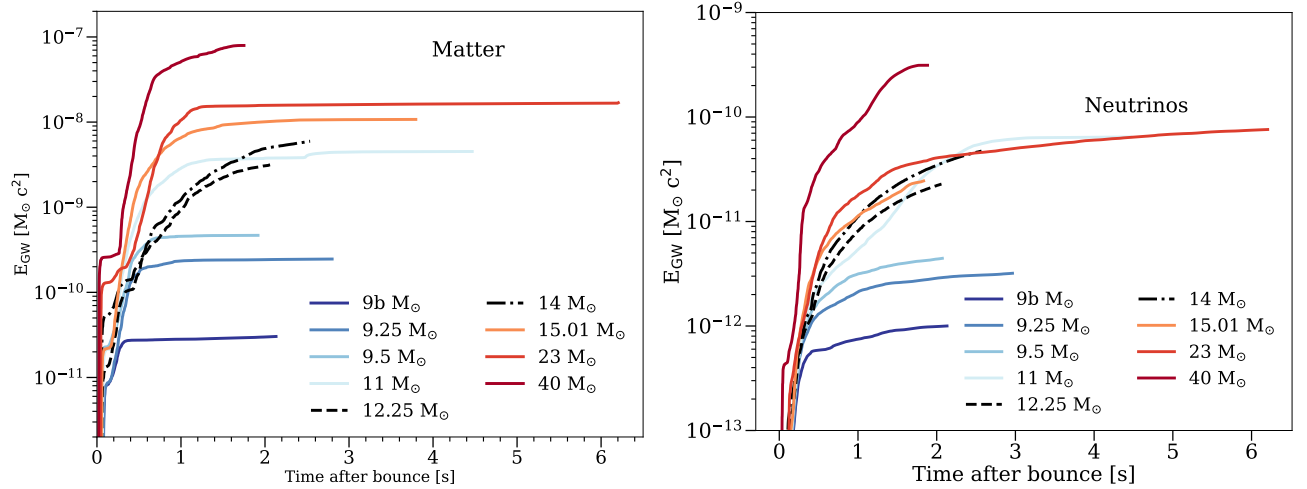 10⁻⁷
10⁻⁸
10⁻⁹
10⁻¹⁰
10⁻¹¹
E_GW [M_⊙ c²]
Matter
9b M_⊙
9.25 M_⊙
9.5 M_⊙
11 M_⊙
12.25 M_⊙
14 M_⊙
15.01 M_⊙
23 M_⊙
40 M_⊙
0 1 2 3 4 5 6
Time after bounce [s]
10⁻⁹
10⁻¹⁰
10⁻¹¹
10⁻¹²
10⁻¹³
E_GW [M_⊙ c²]
Neutrinos
9b M_⊙
9.25 M_⊙
9.5 M_⊙
11 M_⊙
12.25 M_⊙
14 M_⊙
15.01 M_⊙
23 M_⊙
40 M_⊙
0 1 2 3 4 5 6
Time after bounce [s]